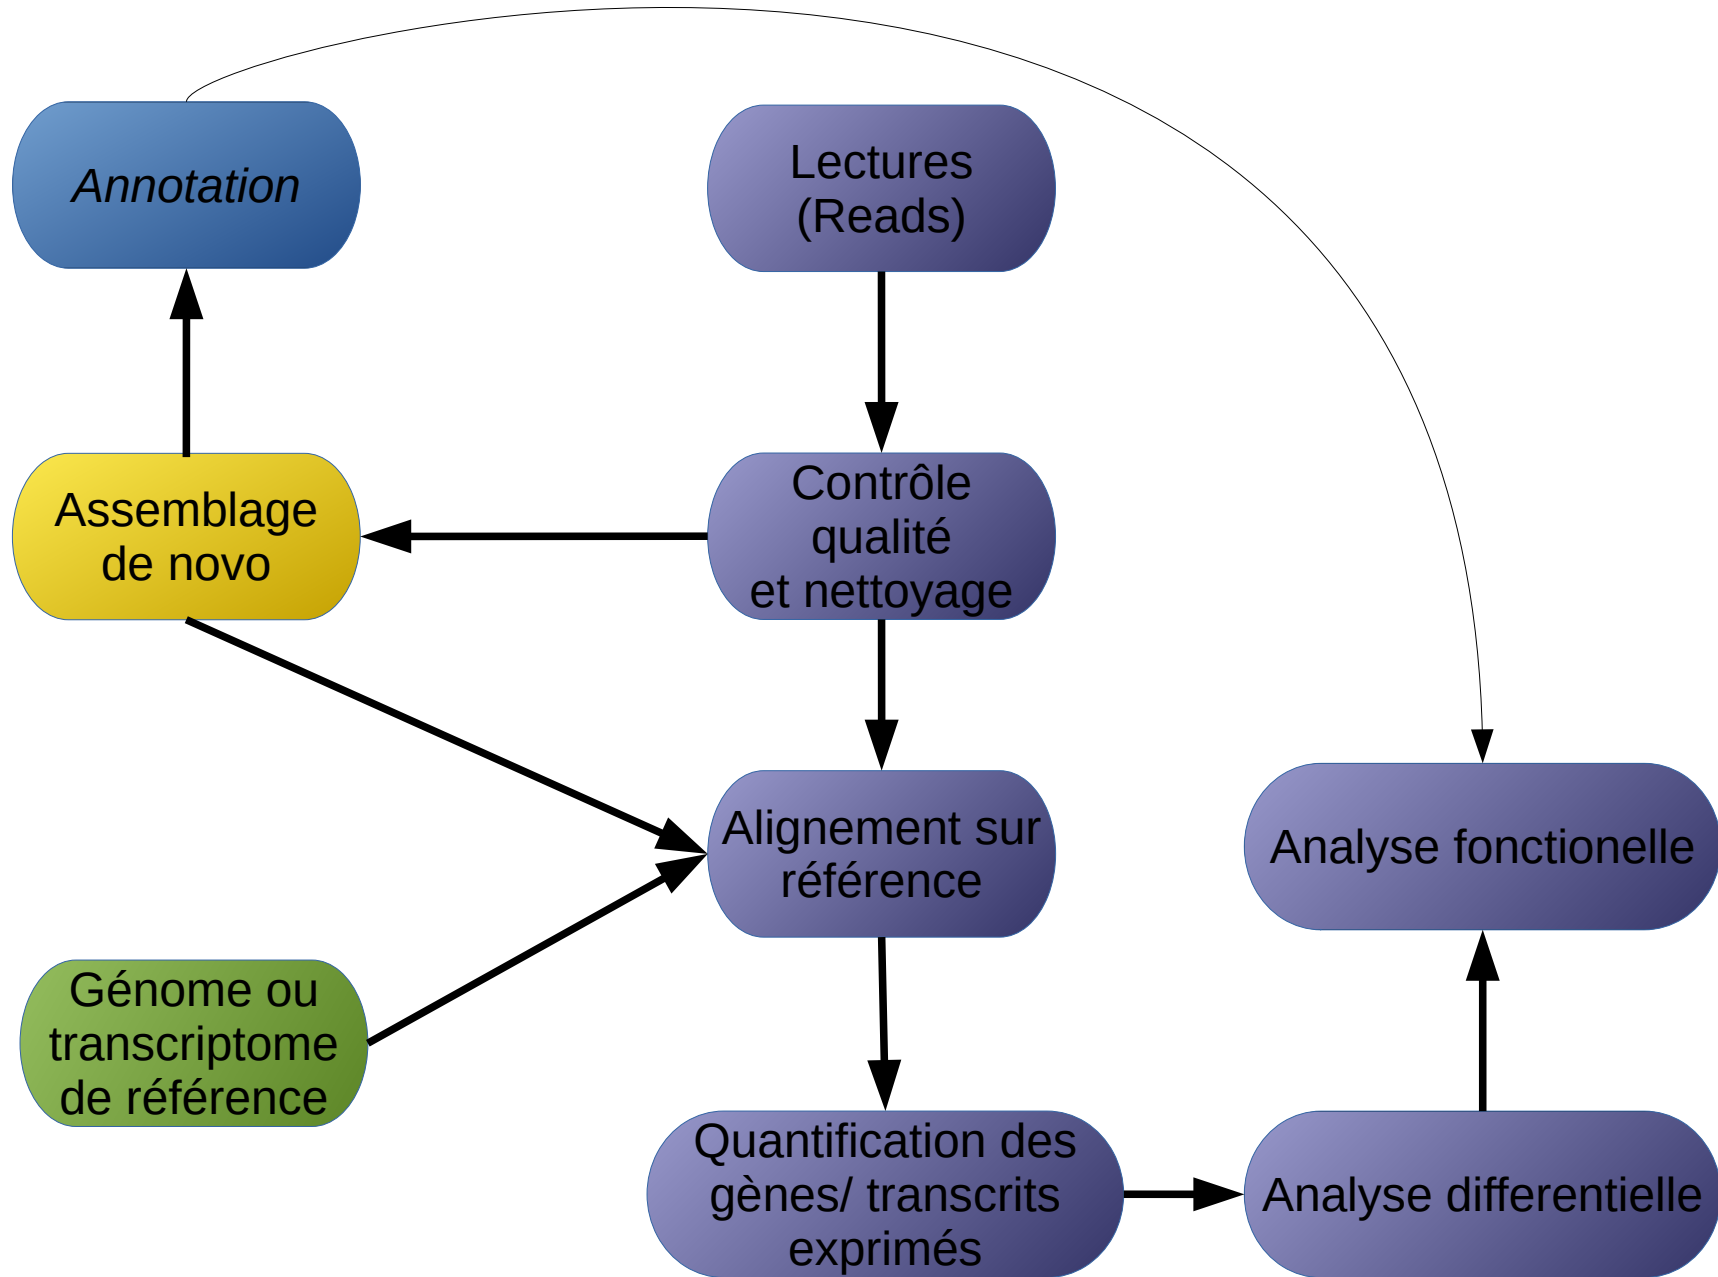 Annotation
Lectures
(Reads)
Assemblage
de novo
Contrôle
qualité
et nettoyage
Alignement sur
référence
Analyse fonctionelle
Génome ou
transcriptome
de référence
Quantification des
gènes/ transcrits
exprimés
Analyse differentielle